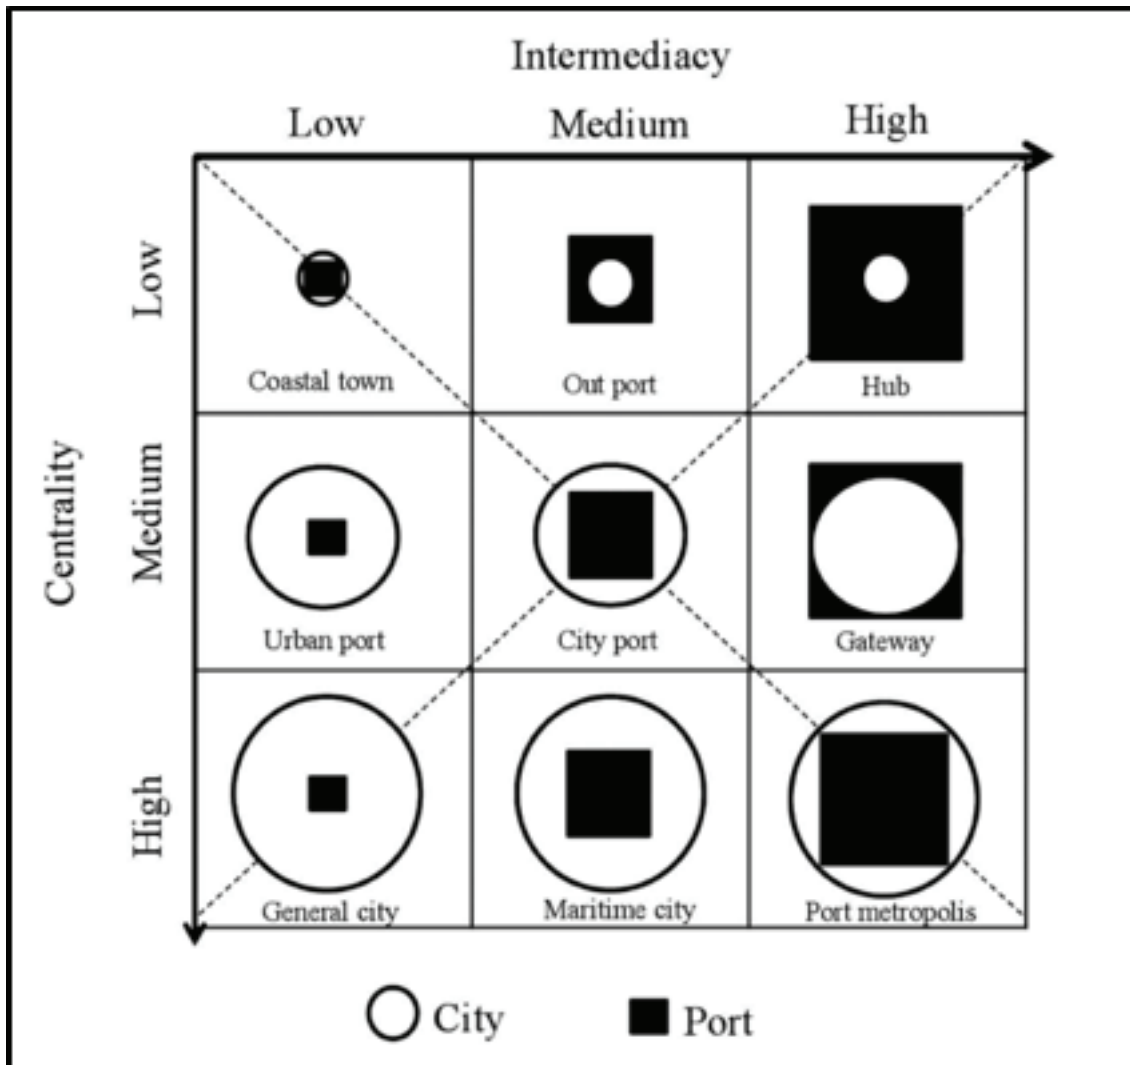 Intermediacy
Low Medium High
Centrality
Low
Coastal town Out port Hub
Medium
Urban port City port Gateway
High
General city Maritime city Port metropolis
City Port